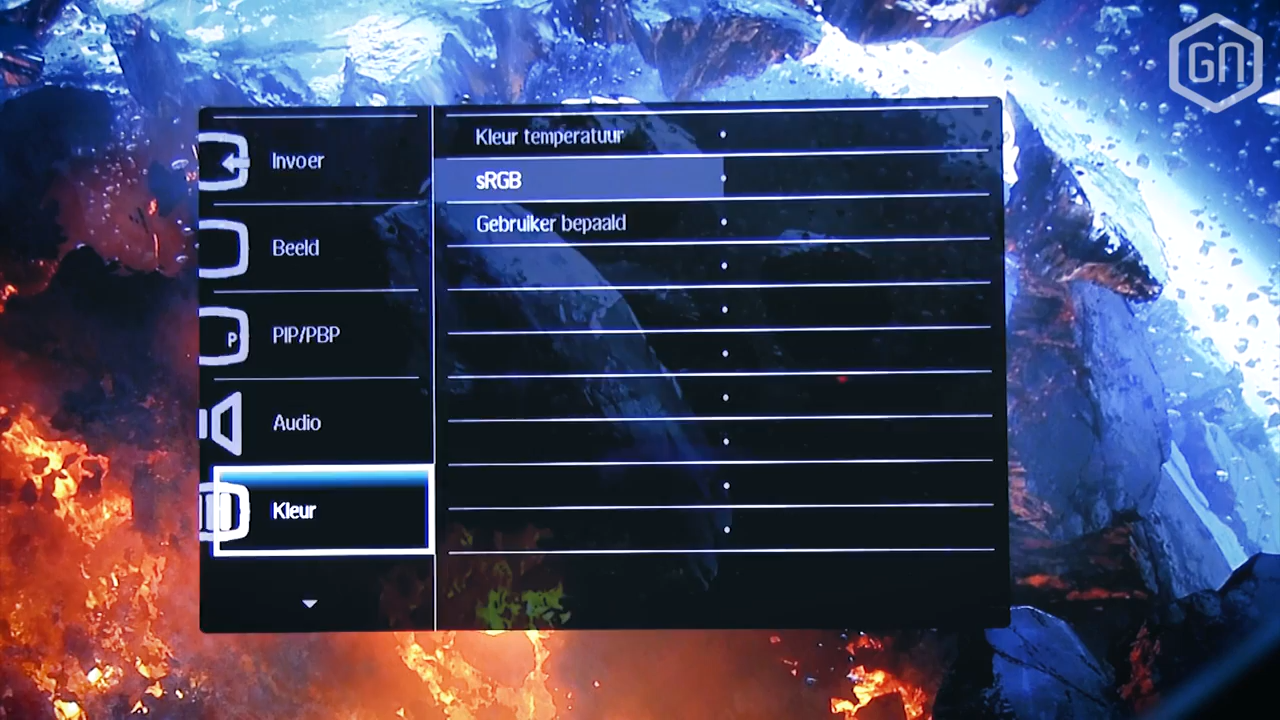 GN
Invoer
Beeld
PIP/PBP
P
Audio
Kleur
Kleur temperatuur
sRGB
Gebruiker bepaald